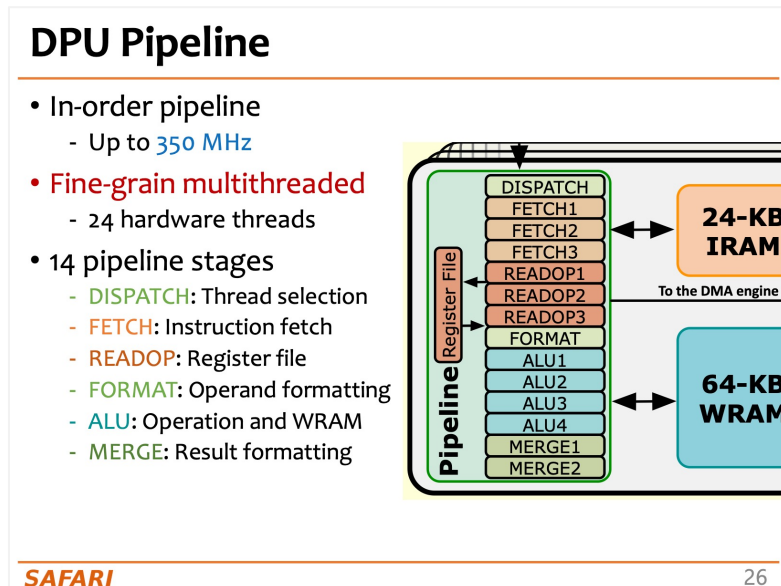 DPU Pipeline
• In-order pipeline
- Up to 350 MHz
• Fine-grain multithreaded
- 24 hardware threads
• 14 pipeline stages
- DISPATCH: Thread selection
- FETCH: Instruction fetch
- READOP: Register file
- FORMAT: Operand formatting
- ALU: Operation and WRAM
- MERGE: Result formatting
Pipeline
Register File
DISPATCH
FETCH1
FETCH2
FETCH3
READOP1
READOP2
READOP3
FORMAT
ALU1
ALU2
ALU3
ALU4
MERGE1
MERGE2
24-KB
IRAM
To the DMA engine
64-KB
WRAM
SAFARI
26